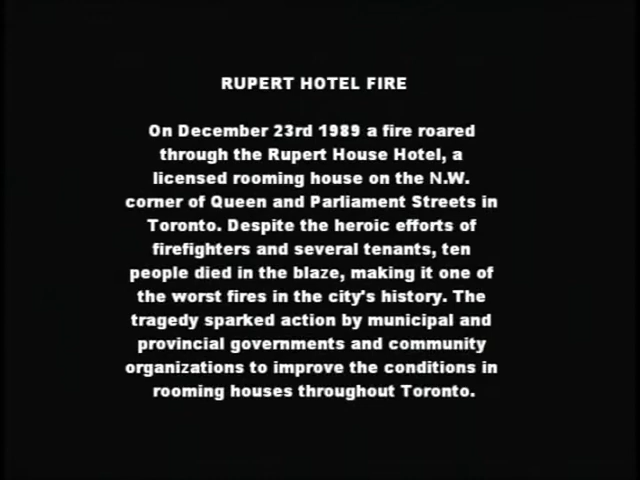 RUPERT HOTEL FIRE
On December 23rd 1989 a fire roared
through the Rupert House Hotel, a
licensed rooming house on the N.W.
corner of Queen and Parliament Streets in
Toronto. Despite the heroic efforts of
firefighters and several tenants, ten
people died in the blaze, making it one of
the worst fires in the city's history. The
tragedy sparked action by municipal and
provincial governments and community
organizations to improve the conditions in
rooming houses throughout Toronto.